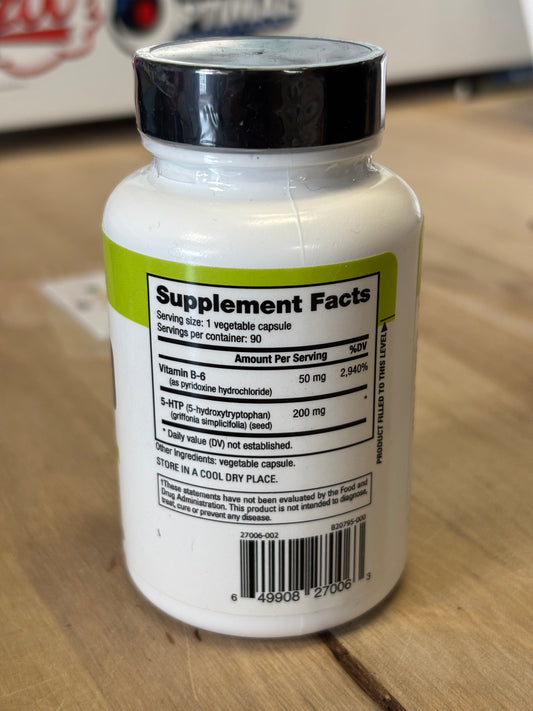 200
Supplement Facts
Serving size: 1 vegetable capsule
Servings per container: 90
Amount Per Serving %DV
Vitamin B-6 50 mg 2,940%
(as pyridoxine hydrochloride)
5-HTP (5-hydroxytryptophan) 200 mg *
(griffonia simplicifolia) (seed)
* Daily value (DV) not established.
Other Ingredients: vegetable capsule.
STORE IN A COOL DRY PLACE.
†These statements have not been evaluated by the Food and
Drug Administration. This product is not intended to diagnose,
treat, cure or prevent any disease.
PRODUCT FILLED TO THIS LEVEL
27006-002 B20795-000
6 49908 27006 3